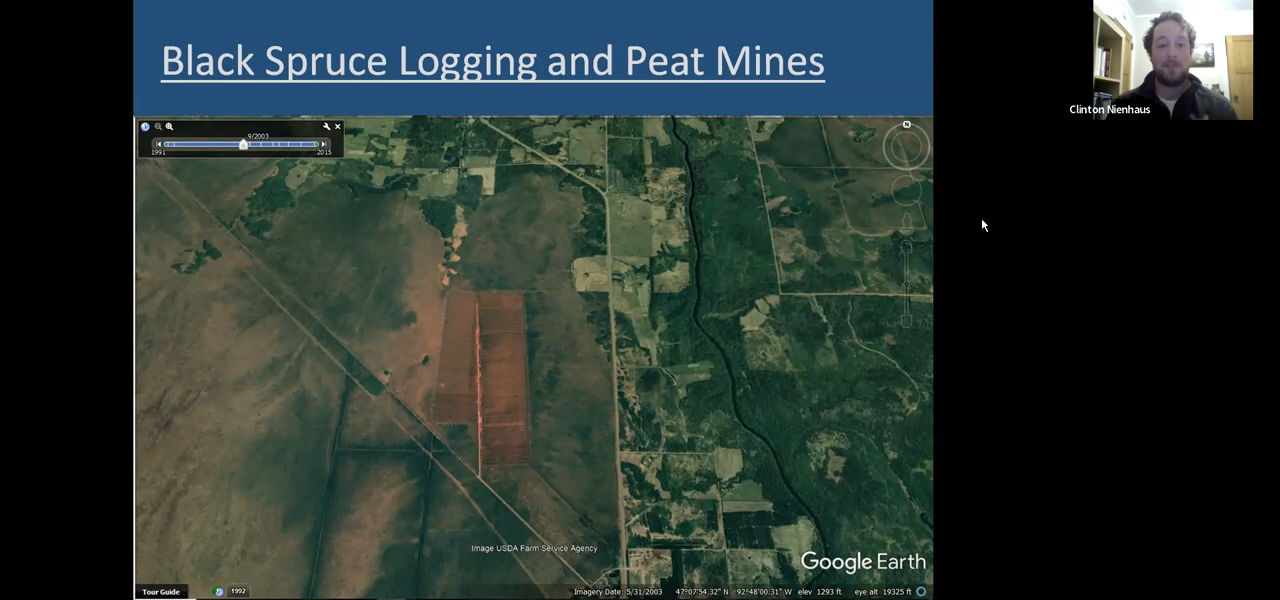 Black Spruce Logging and Peat Mines
Clinton Nienhaus
9/2003
1991
2015
N
Image USDA Farm Service Agency
Google Earth
Tour Guide
1992
Imagery Date: 5/31/2003 47°07'54.32" N 92°48'00.31" W elev 1293 ft eye alt 19325 ft